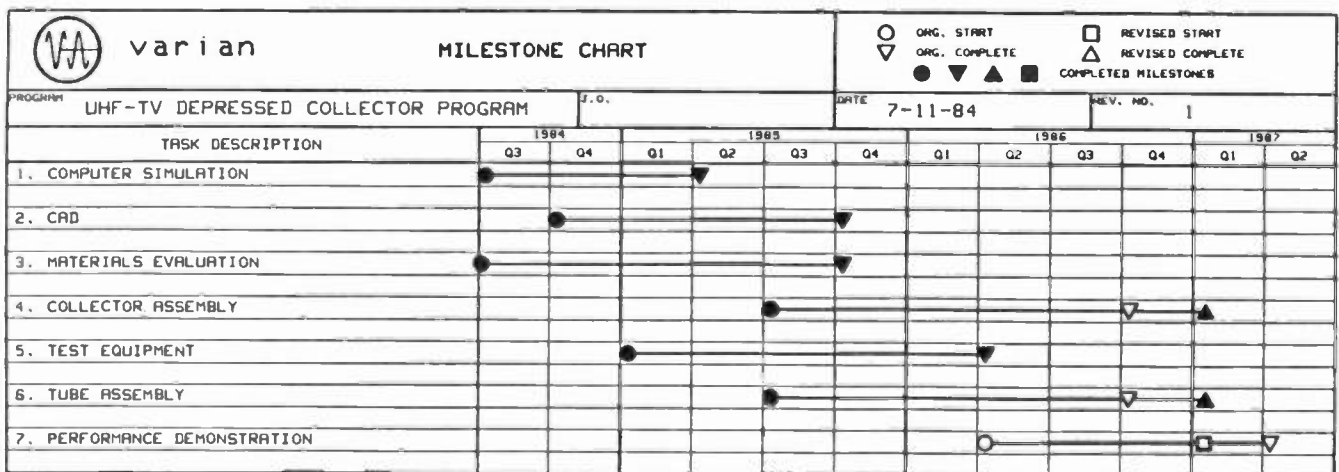 VA varian
MILESTONE CHART
ORG. START
REVISED START
ORG. COMPLETE
REVISED COMPLETE
COMPLETED MILESTONES
PROGRAM UHF-TV DEPRESSED COLLECTOR PROGRAM J.O. DATE 7-11-84 REV. NO. 1
TASK DESCRIPTION 1984 1985 1986 1987
Q3 Q4 Q1 Q2 Q3 Q4 Q1 Q2 Q3 Q4 Q1 Q2
1. COMPUTER SIMULATION
2. CAD
3. MATERIALS EVALUATION
4. COLLECTOR ASSEMBLY
5. TEST EQUIPMENT
6. TUBE ASSEMBLY
7. PERFORMANCE DEMONSTRATION